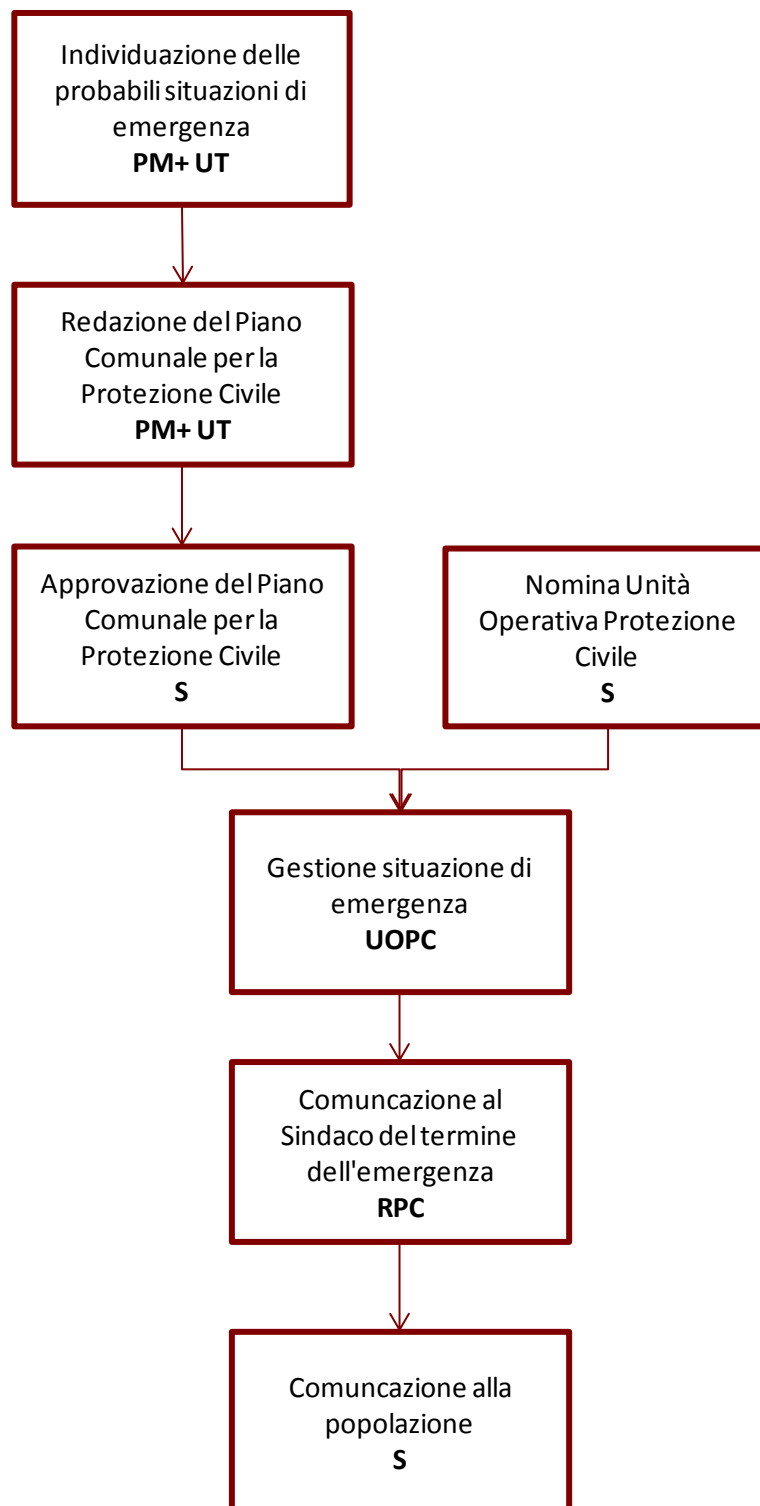 Individuazione delle
probabili situazioni di
emergenza
PM+ UT
Redazione del Piano
Comunale per la
Protezione Civile
PM+ UT
Approvazione del Piano
Comunale per la
Protezione Civile
S
Nomina Unità
Operativa Protezione
Civile
S
Gestione situazione di
emergenza
UOPC
Comuncazione al
Sindaco del termine
dell'emergenza
RPC
Comuncazione alla
popolazione
S